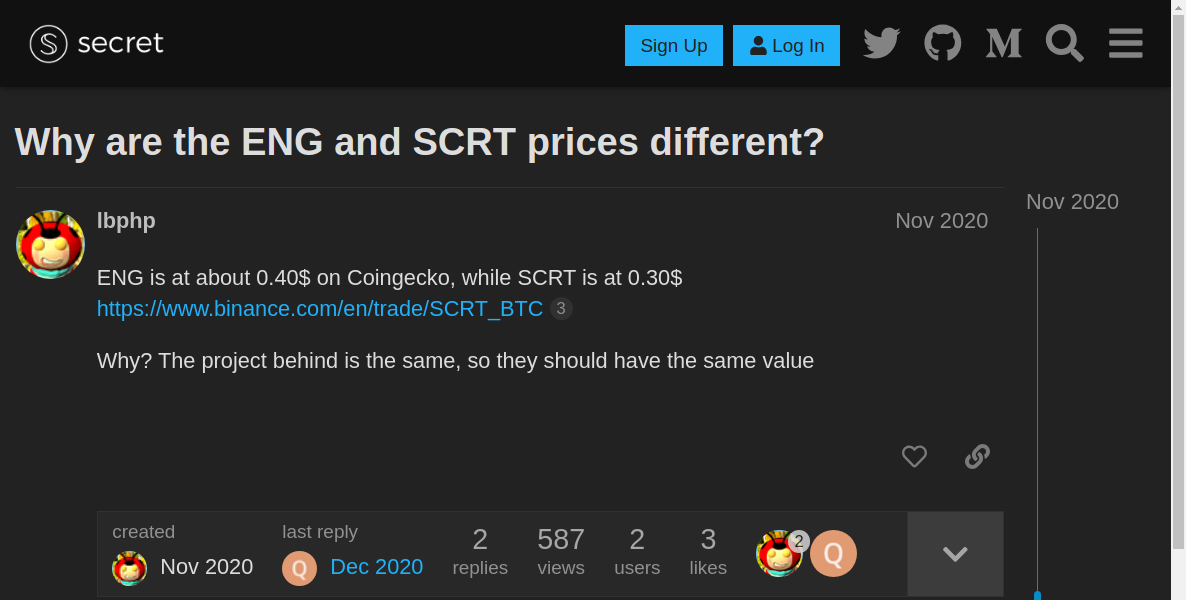 secret
Sign Up
Log In
Why are the ENG and SCRT prices different?
lbphp
Nov 2020
Nov 2020
ENG is at about 0.40$ on Coingecko, while SCRT is at 0.30$
https://www.binance.com/en/trade/SCRT_BTC 3
Why? The project behind is the same, so they should have the same value
created
Nov 2020
last reply
Q Dec 2020
2
replies
587
views
2
users
3
likes
2
Q